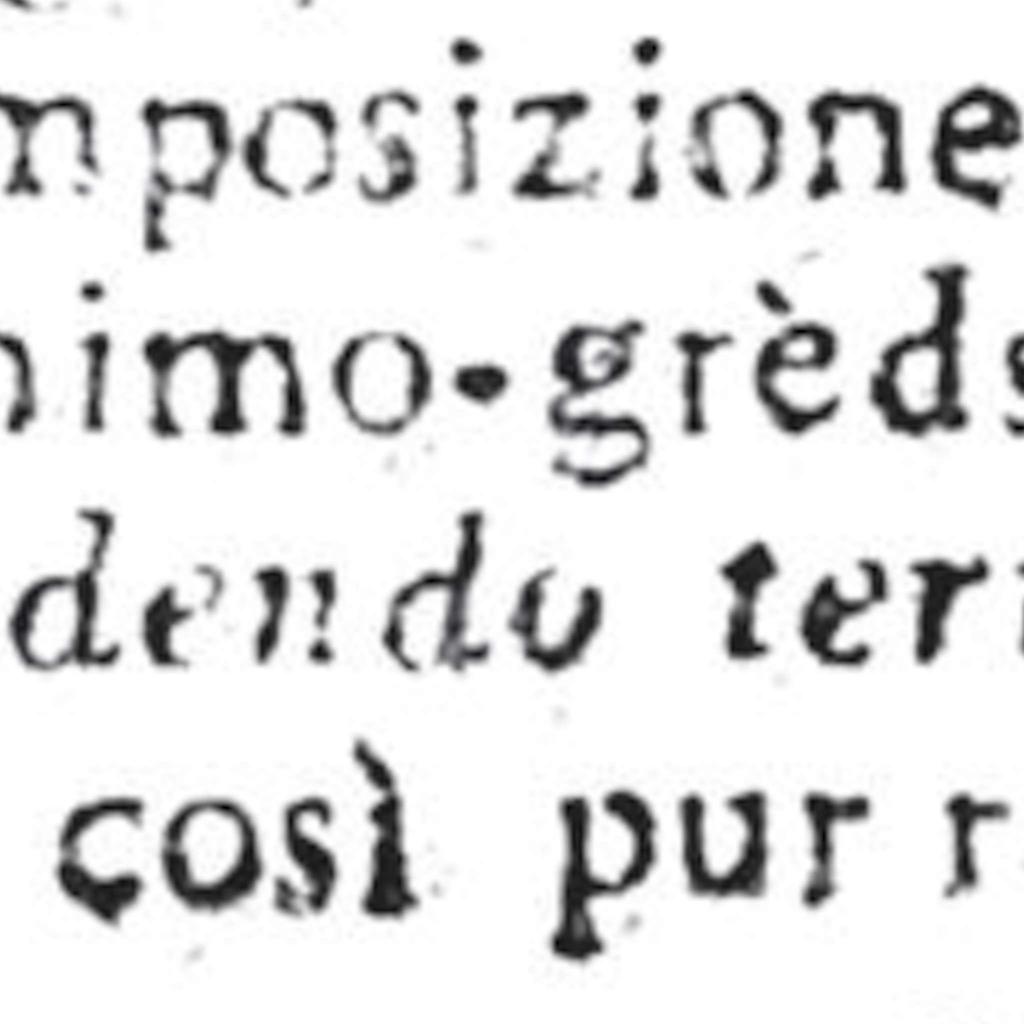 mposizione
nimo-grèds
dendo ter
così pur r